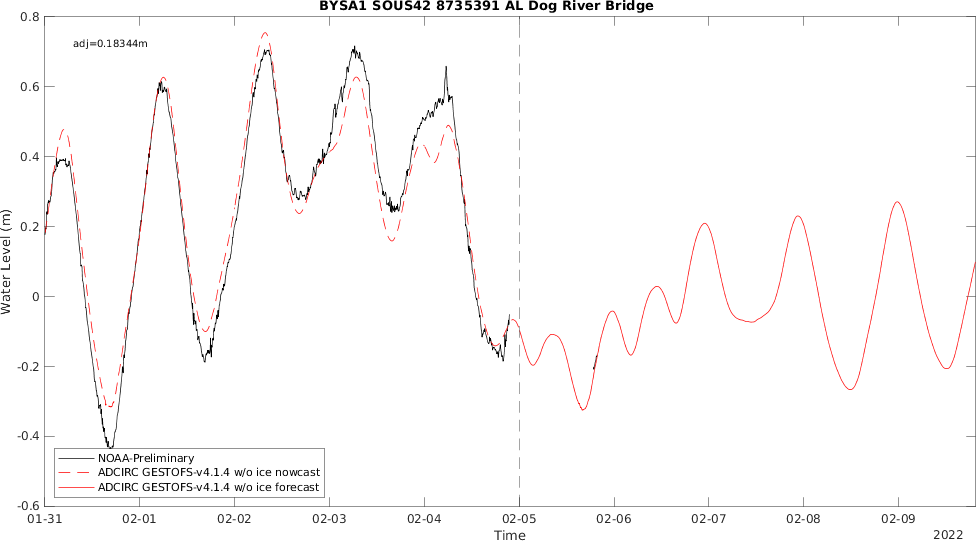 BYSA1 SOUS42 8735391 AL Dog River Bridge
adj=0.18344m
0.8
0.6
0.4
0.2
0
-0.2
-0.4
-0.6
Water Level (m)
NOAA-Preliminary
ADCIRC GESTOFS-v4.1.4 w/o ice nowcast
ADCIRC GESTOFS-v4.1.4 w/o ice forecast
01-31 02-01 02-02 02-03 02-04 02-05 02-06 02-07 02-08 02-09
Time
2022